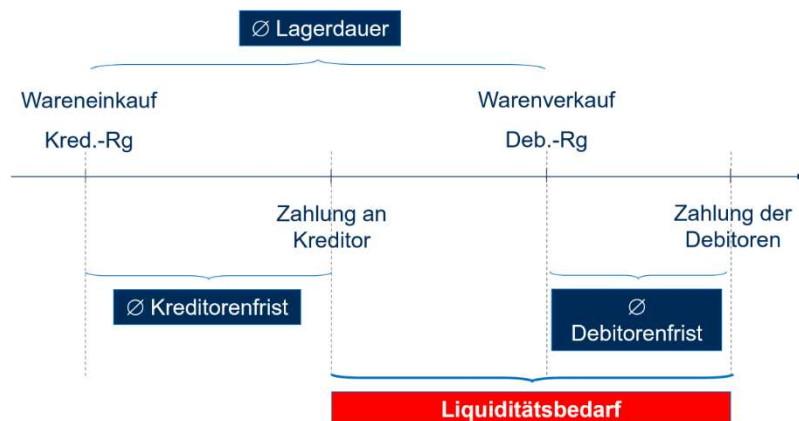 ∅ Lagerdauer
Wareneinkauf
Kred.-Rg
Warenverkauf
Deb.-Rg
Zahlung an
Kreditor
Zahlung der
Debitoren
∅ Kreditorenfrist
∅
Debitorenfrist
Liquiditätsbedarf